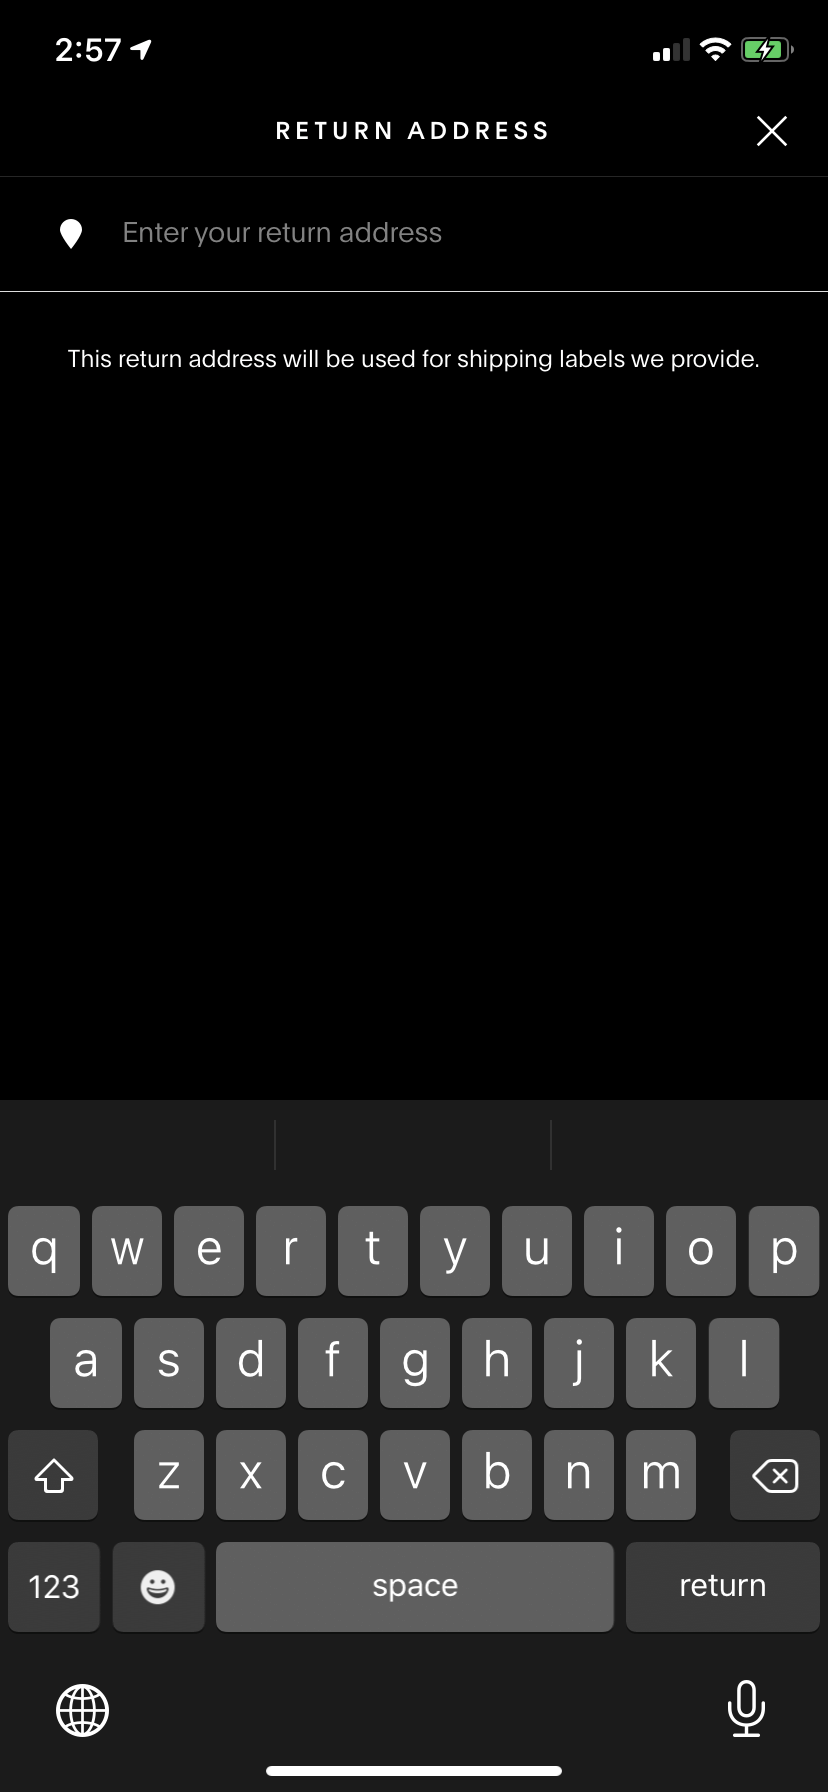 2:57
RETURN ADDRESS
Enter your return address
This return address will be used for shipping labels we provide.
q w e r t y u i o p
a s d f g h j k l
z x c v b n m
123 space return